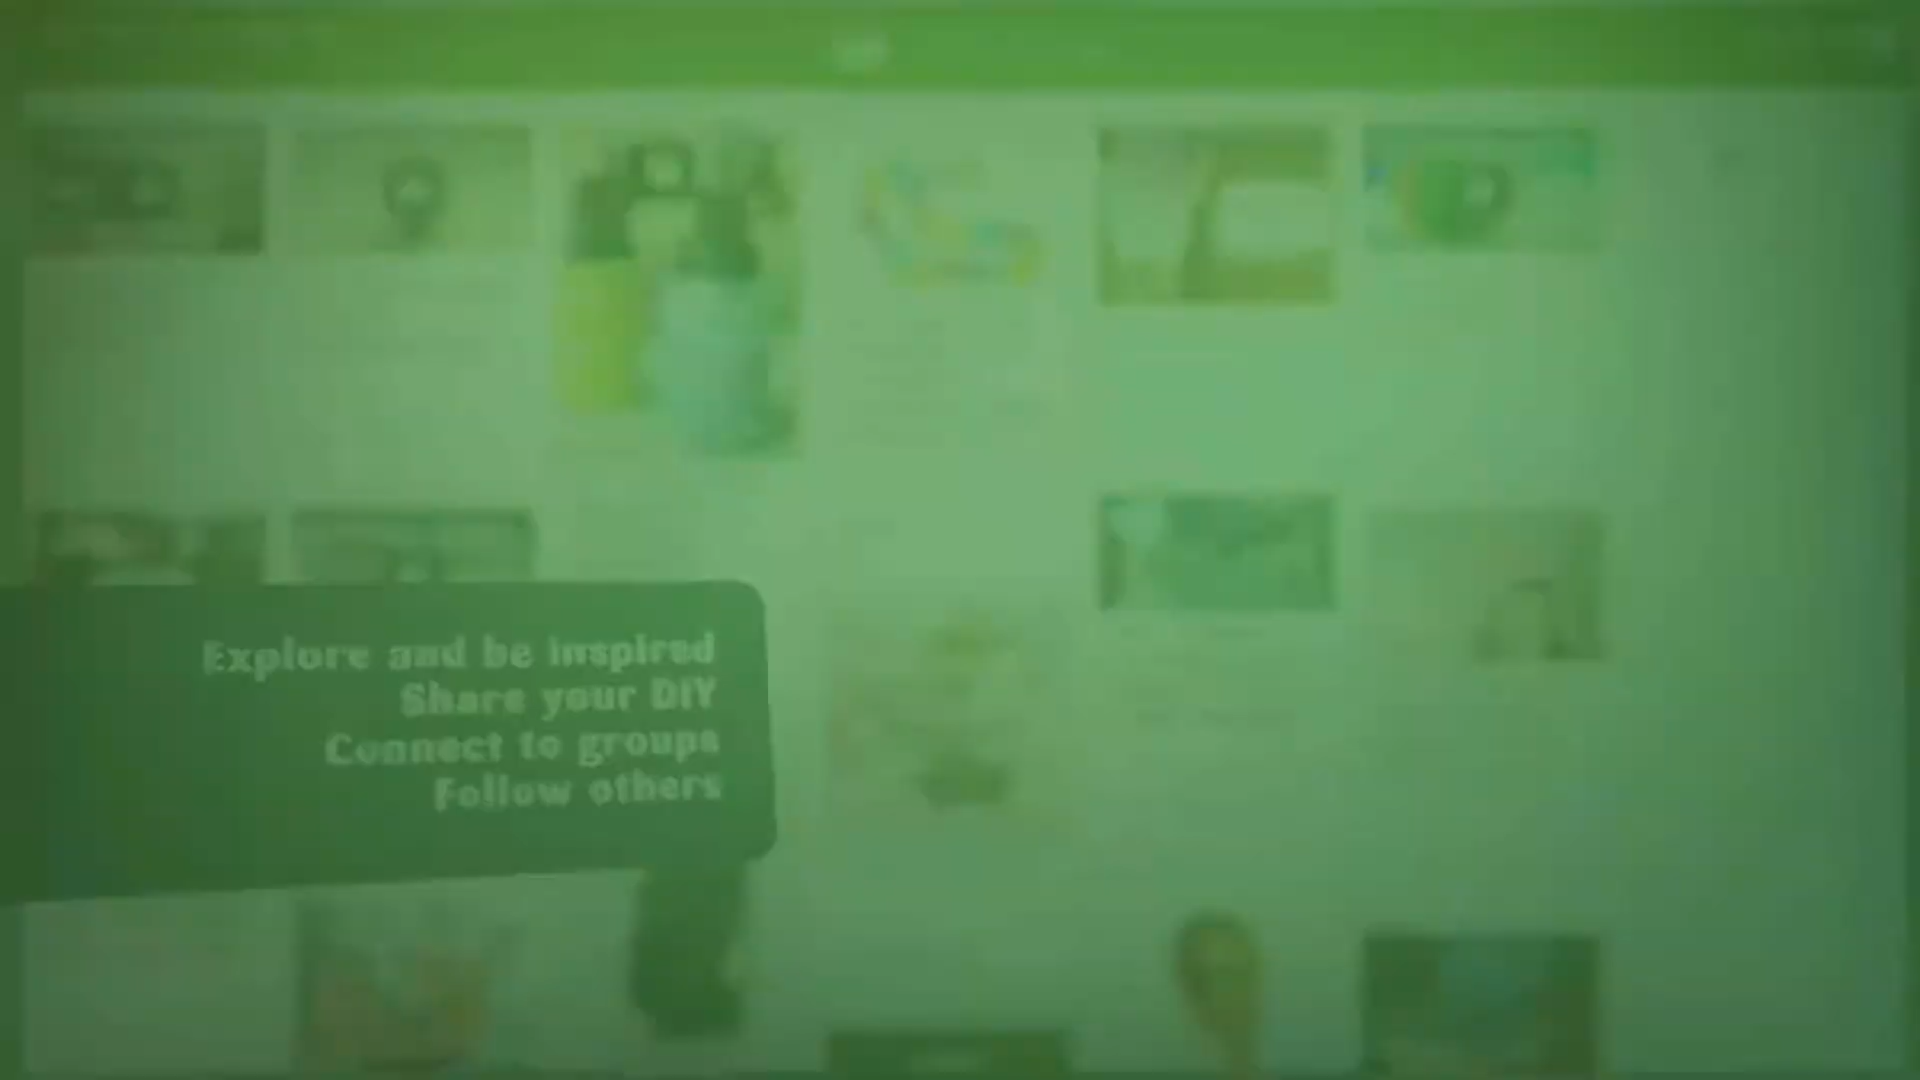 Explore and be inspired
Share your DIY
Connect to groups
Follow others